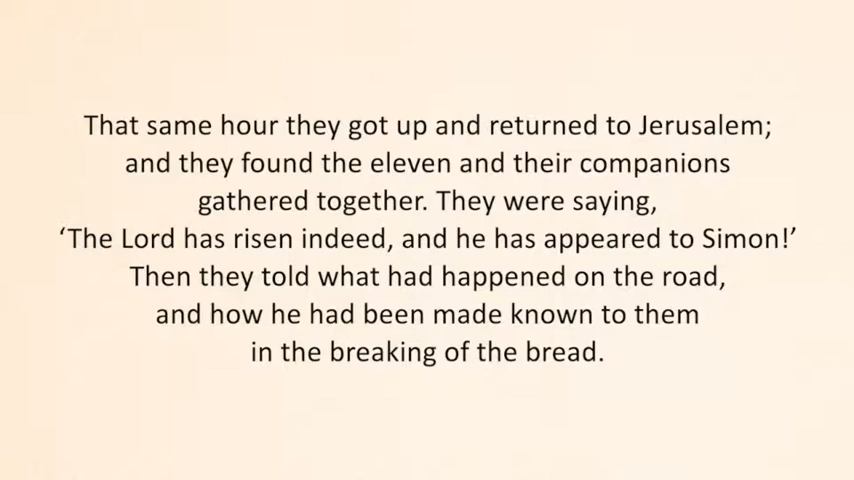 That same hour they got up and returned to Jerusalem;
and they found the eleven and their companions
gathered together. They were saying,
‘The Lord has risen indeed, and he has appeared to Simon!’
Then they told what had happened on the road,
and how he had been made known to them
in the breaking of the bread.